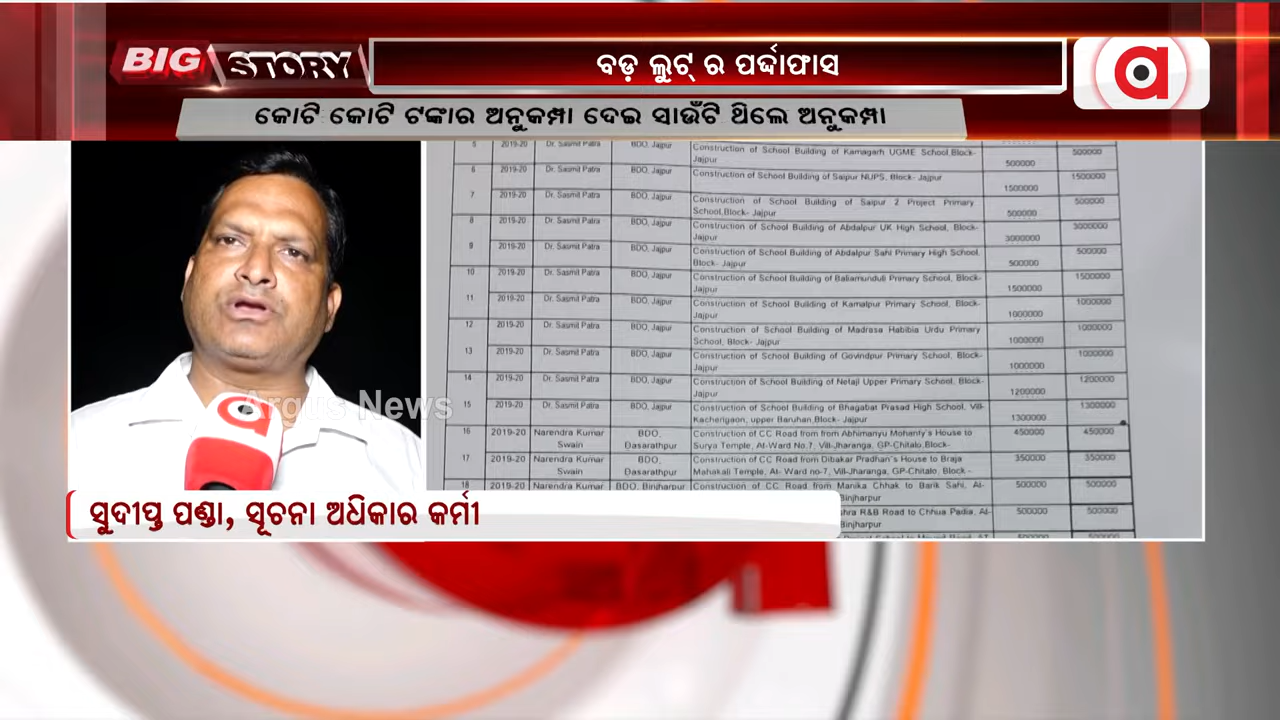 BIG STORY
ବଡ଼ ଲୁଟ୍ ର ପର୍ଦ୍ଦାଫାସ
a
କୋଟି କୋଟି ଟଙ୍କାର ଅନୁକମ୍ପା ଦେଇ ସାଉଁଟି ଥିଲେ ଅନୁକମ୍ପା
5 2019-20 Dr. Sasmit Patra BDO, Jajpur Construction of School Building of Kamagarh UGME School,Block- Jajpur 500000 500000
6 2019-20 Dr. Sasmit Patra BDO, Jajpur Construction of School Building of Saipur NUPS, Block- Jajpur 1500000 1500000
7 2019-20 Dr. Sasmit Patra BDO, Jajpur Construction of School Building of Saipur 2 Project Primary School,Block- Jajpur 500000 500000
8 2019-20 Dr. Sasmit Patra BDO, Jajpur Construction of School Building of Abdalpur UK High School, Block- Jajpur 3000000 3000000
9 2019-20 Dr. Sasmit Patra BDO, Jajpur Construction of School Building of Abdalpur Sahi Primary High School, Block- Jajpur 500000 500000
10 2019-20 Dr. Sasmit Patra BDO, Jajpur Construction of School Building of Baliamunduli Primary School, Block- Jajpur 1500000 1500000
11 2019-20 Dr. Sasmit Patra BDO, Jajpur Construction of School Building of Kamalpur Primary School, Block- Jajpur 1000000 1000000
12 2019-20 Dr. Sasmit Patra BDO, Jajpur Construction of School Building of Madrasa Habibia Urdu Primary School, Block- Jajpur 1000000 1000000
13 2019-20 Dr. Sasmit Patra BDO, Jajpur Construction of School Building of Govindpur Primary School, Block- Jajpur 1000000 1000000
14 2019-20 Dr. Sasmit Patra BDO, Jajpur Construction of School Building of Netaji Upper Primary School, Block- Jajpur 1200000 1200000
15 2019-20 Dr. Sasmit Patra BDO, Jajpur Construction of School Building of Bhagabat Prasad High School, Vill- Kacherigaon, upper Baruhan,Block- Jajpur 1300000 1300000
16 2019-20 Narendra Kumar Swain BDO, Dasarathpur Construction of CC Road from from Abhimanyu Mohanty's House to Surya Temple, At-Ward No.7, Vill-Jharanga, GP-Chitalo,Block- 450000 450000
17 2019-20 Narendra Kumar Swain BDO, Dasarathpur Construction of CC Road from Dibakar Pradhan's House to Braja Mahakali Temple, At- Ward no-7, Vill-Jharanga, GP-Chitalo, Block - 350000 350000
18 2019-20 Narendra Kumar BDO, Binjharpur Construction of CC Road from Manika Chhak to Barik Sahi, At- Binjharpur 500000 500000
R&B Road to Chhua Padia, At- Binjharpur 500000 500000
Argus News
a
ସୁଦୀପ୍ତ ପଣ୍ଡା, ସୂଚନା ଅଧିକାର କର୍ମୀ